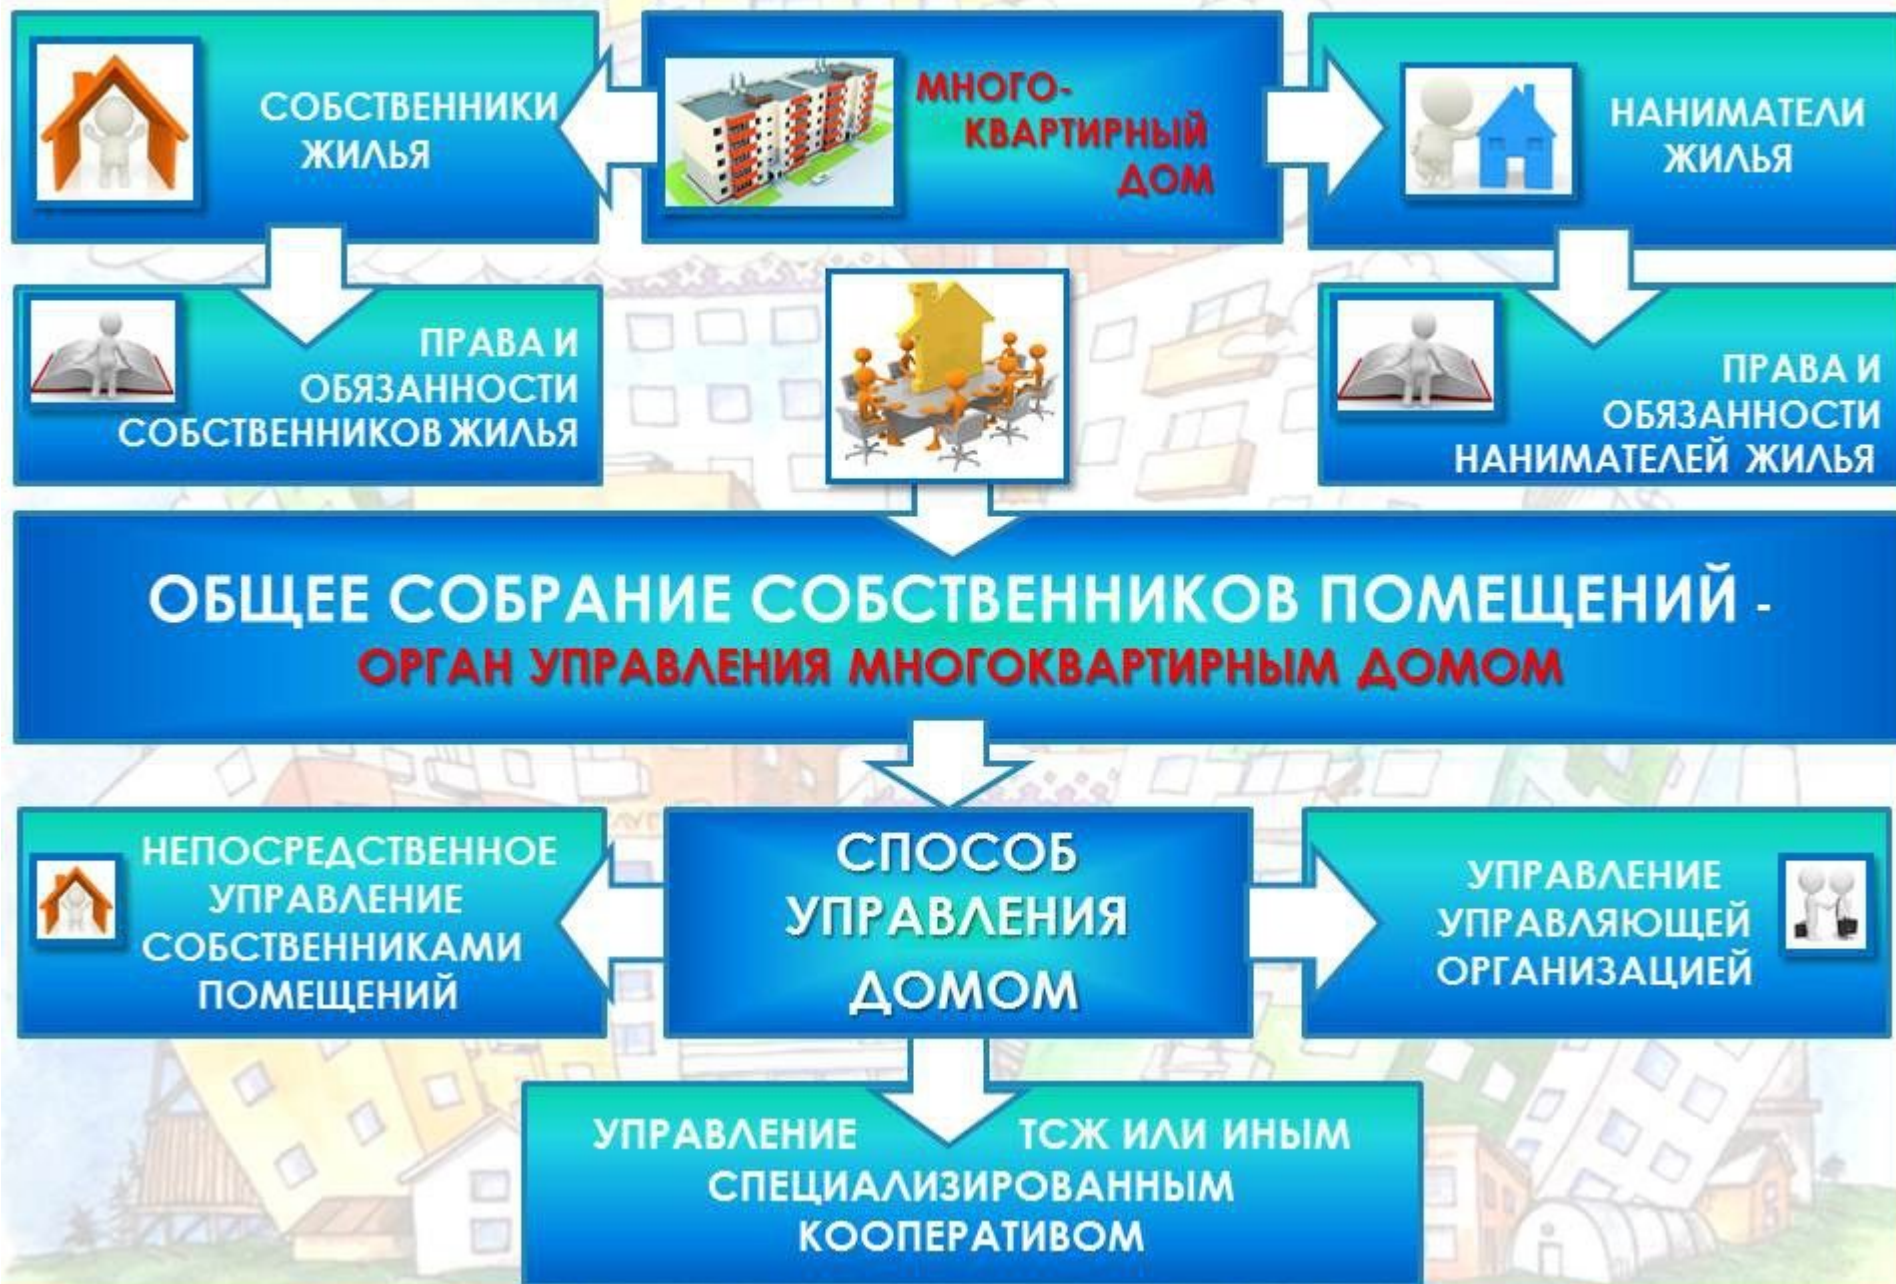 СОБСТВЕННИКИ
ЖИЛЬЯ
МНОГО-
КВАРТИРНЫЙ
ДОМ
НАНИМАТЕЛИ
ЖИЛЬЯ
ПРАВА И
ОБЯЗАННОСТИ
СОБСТВЕННИКОВ ЖИЛЬЯ
ПРАВА И
ОБЯЗАННОСТИ
НАНИМАТЕЛЕЙ ЖИЛЬЯ
ОБЩЕЕ СОБРАНИЕ СОБСТВЕННИКОВ ПОМЕЩЕНИЙ -
ОРГАН УПРАВЛЕНИЯ МНОГОКВАРТИРНЫМ ДОМОМ
НЕПОСРЕДСТВЕННОЕ
УПРАВЛЕНИЕ
СОБСТВЕННИКАМИ
ПОМЕЩЕНИЙ
СПОСОБ
УПРАВЛЕНИЯ
ДОМОМ
УПРАВЛЕНИЕ
УПРАВЛЯЮЩЕЙ
ОРГАНИЗАЦИЕЙ
УПРАВЛЕНИЕ ТСЖ ИЛИ ИНЫМ
СПЕЦИАЛИЗИРОВАННЫМ
КООПЕРАТИВОМ